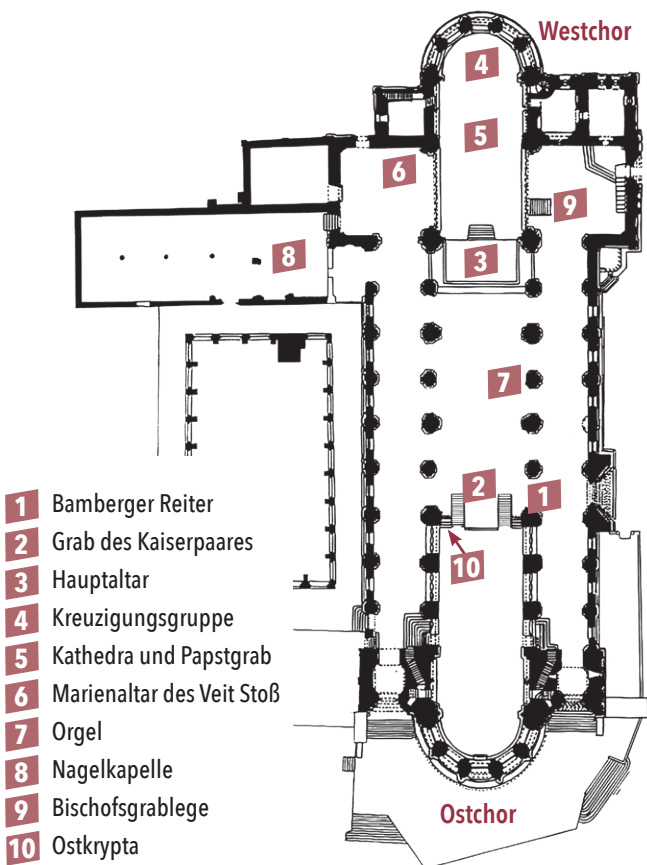 Westchor
4
5
6
9
8
3
7
2
1
10
1 Bamberger Reiter
2 Grab des Kaiserpaares
3 Hauptaltar
4 Kreuzigungsgruppe
5 Kathedra und Papstgrab
6 Marienaltar des Veit Stoß
7 Orgel
8 Nagelkapelle
9 Bischofsgrablege
10 Ostkrypta
Ostchor